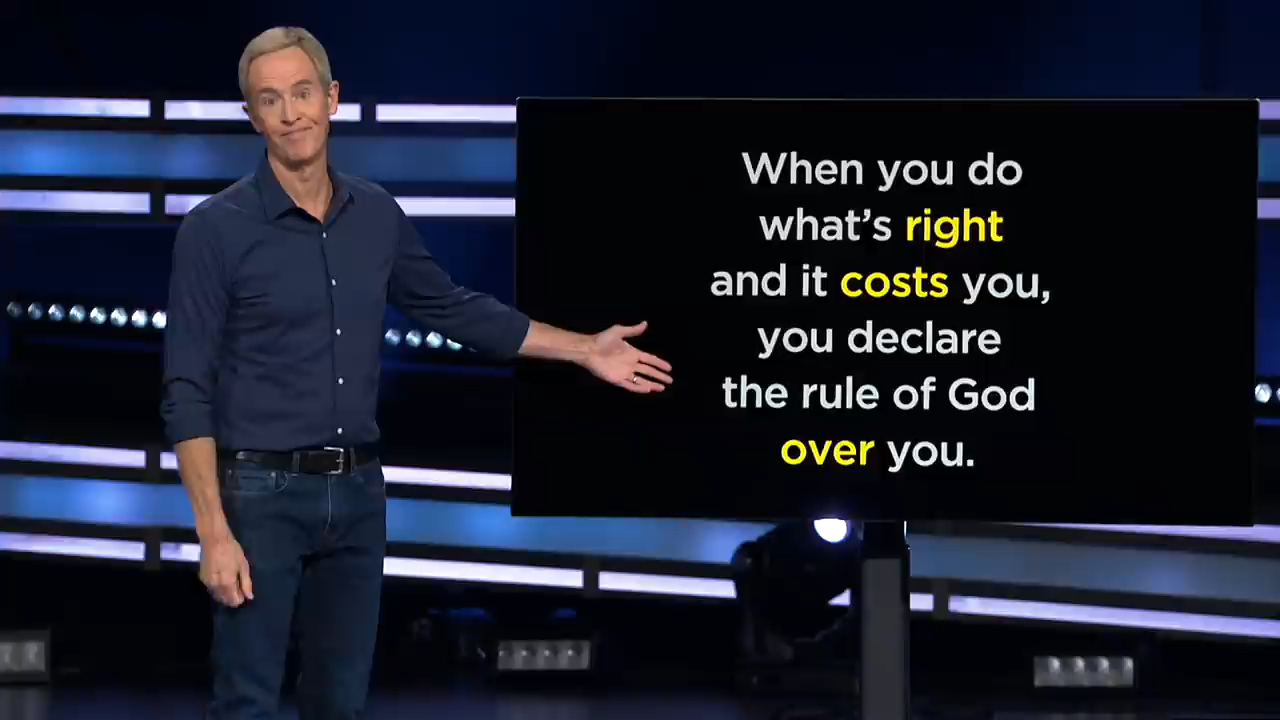 When you do
what's right
and it costs you,
you declare
the rule of God
over you.